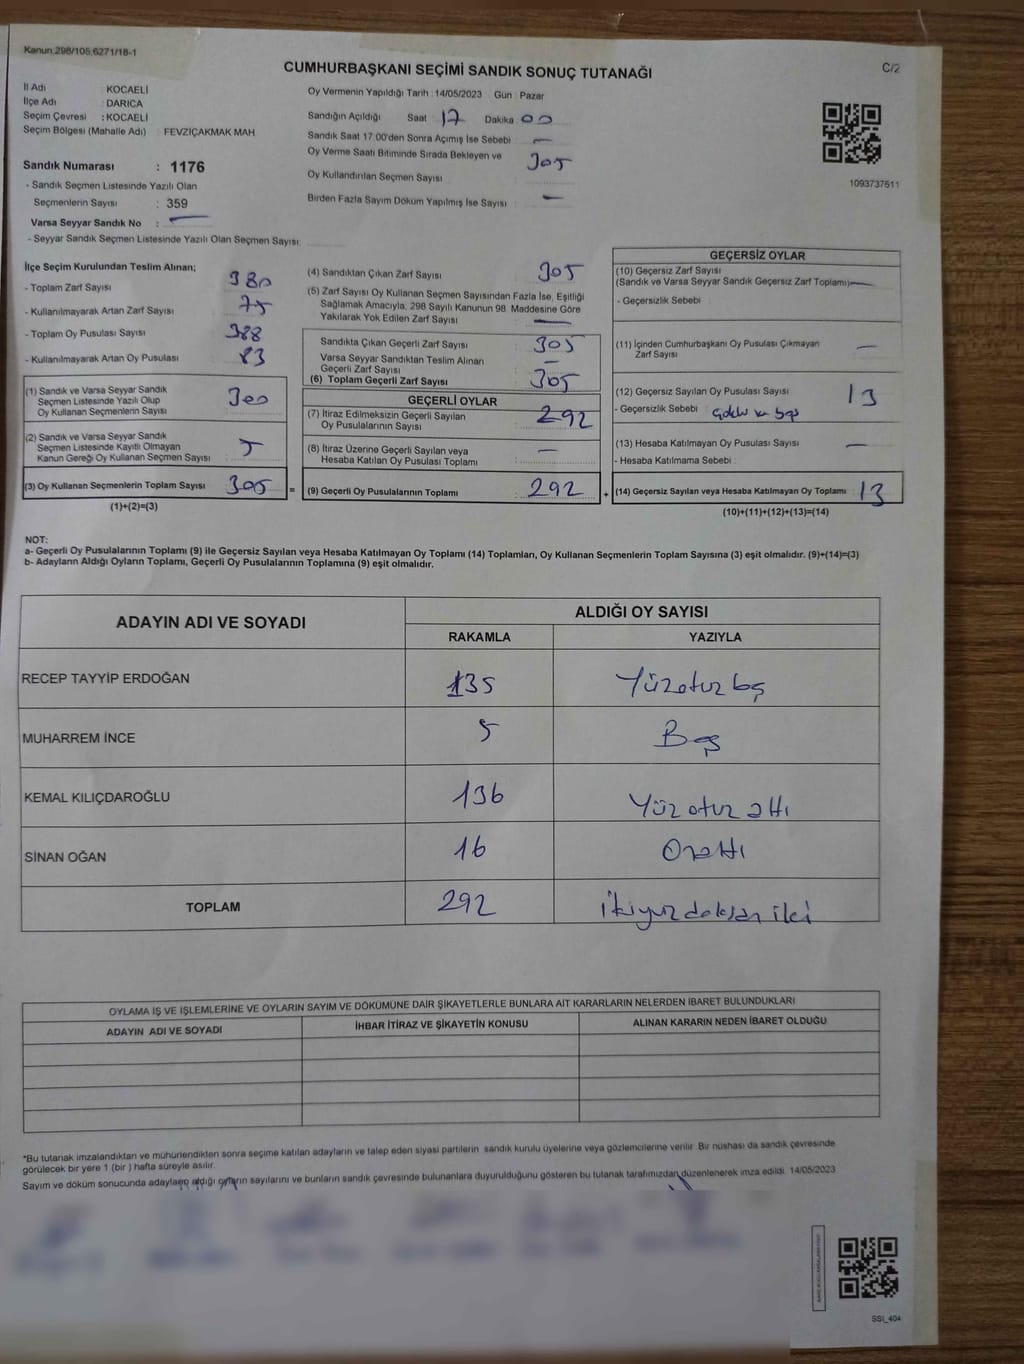 Kanun.298/105,6271/18-1
C/2
CUMHURBAŞKANI SEÇİMİ SANDIK SONUÇ TUTANAĞI
İl Adı : KOCAELİ
İlçe Adı : DARICA
Seçim Çevresi : KOCAELİ
Seçim Bölgesi (Mahalle Adı) : FEVZİÇAKMAK MAH
Sandık Numarası : 1176
- Sandık Seçmen Listesinde Yazılı Olan
Seçmenlerin Sayısı : 359
Varsa Seyyar Sandık No : —
- Seyyar Sandık Seçmen Listesinde Yazılı Olan Seçmen Sayısı:
Oy Vermenin Yapıldığı Tarih : 14/05/2023 Gün : Pazar
Sandığın Açıldığı Saat : 17 Dakika : 00
Sandık Saat 17:00'den Sonra Açımış İse Sebebi : —
Oy Verme Saati Bitiminde Sırada Bekleyen ve
Oy Kullandırılan Seçmen Sayısı : 305
Birden Fazla Sayım Döküm Yapılmış İse Sayısı : —
1093737511
İlçe Seçim Kurulundan Teslim Alınan;
- Toplam Zarf Sayısı : 380
- Kullanılmayarak Artan Zarf Sayısı : 75
- Toplam Oy Pusulası Sayısı : 388
- Kullanılmayarak Artan Oy Pusulası : 83
(1) Sandık ve Varsa Seyyar Sandık
Seçmen Listesinde Yazılı Olup
Oy Kullanan Seçmenlerin Sayısı : 300
(2) Sandık ve Varsa Seyyar Sandık
Seçmen Listesinde Kayıtlı Olmayan
Kanun Gereği Oy Kullanan Seçmen Sayısı : 5
(3) Oy Kullanan Seçmenlerin Toplam Sayısı : 305 =
(1)+(2)=(3)
(4) Sandıktan Çıkan Zarf Sayısı : 305
(5) Zarf Sayısı Oy Kullanan Seçmen Sayısından Fazla İse, Eşitliği
Sağlamak Amacıyla, 298 Sayılı Kanunun 98. Maddesine Göre
Yakılarak Yok Edilen Zarf Sayısı : —
Sandıkta Çıkan Geçerli Zarf Sayısı : 305
Varsa Seyyar Sandıktan Teslim Alınan
Geçerli Zarf Sayısı : —
(6) Toplam Geçerli Zarf Sayısı : 305
GEÇERLİ OYLAR
(7) İtiraz Edilmeksizin Geçerli Sayılan
Oy Pusulalarının Sayısı : 292
(8) İtiraz Üzerine Geçerli Sayılan veya
Hesaba Katılan Oy Pusulası Toplamı : —
(9) Geçerli Oy Pusulalarının Toplamı : 292 +
GEÇERSİZ OYLAR
(10) Geçersiz Zarf Sayısı
(Sandık ve Varsa Seyyar Sandık Geçersiz Zarf Toplamı): —
- Geçersizlik Sebebi
(11) İçinden Cumhurbaşkanı Oy Pusulası Çıkmayan
Zarf Sayısı : —
(12) Geçersiz Sayılan Oy Pusulası Sayısı : 13
- Geçersizlik Sebebi :
(13) Hesaba Katılmayan Oy Pusulası Sayısı : —
- Hesaba Katılmama Sebebi :
(14) Geçersiz Sayılan veya Hesaba Katılmayan Oy Toplamı : 13
(10)+(11)+(12)+(13)=(14)
NOT:
a- Geçerli Oy Pusulalarının Toplamı (9) ile Geçersiz Sayılan veya Hesaba Katılmayan Oy Toplamı (14) Toplamları, Oy Kullanan Seçmenlerin Toplam Sayısına (3) eşit olmalıdır. (9)+(14)=(3)
b- Adayların Aldığı Oyların Toplamı, Geçerli Oy Pusulalarının Toplamına (9) eşit olmalıdır.
ADAYIN ADI VE SOYADI ALDIĞI OY SAYISI
RAKAMLA YAZIYLA
RECEP TAYYİP ERDOĞAN 135 Yüzotuz beş
MUHARREM İNCE 5 Beş
KEMAL KILIÇDAROĞLU 136 Yüz otuz altı
SİNAN OĞAN 16 Onaltı
TOPLAM 292 ikiyüz doksan iki
OYLAMA İŞ VE İŞLEMLERİNE VE OYLARIN SAYIM VE DÖKÜMÜNE DAİR ŞİKAYETLERLE BUNLARA AİT KARARLARIN NELERDEN İBARET BULUNDUKLARI
ADAYIN ADI VE SOYADI İHBAR İTİRAZ VE ŞİKAYETİN KONUSU ALINAN KARARIN NEDEN İBARET OLDUĞU
*Bu tutanak imzalandıktan ve mühürlendikten sonra seçime katılan adayların ve talep eden siyasi partilerin sandık kurulu üyelerine veya gözlemcilerine verilir. Bir nüshası da sandık çevresinde
görülecek bir yere 1 (bir ) hafta süreyle asılır.
Sayım ve döküm sonucunda adayların aldığı oyların sayılarını ve bunların sandık çevresinde bulunanlara duyurulduğunu gösteren bu tutanak tarafımızdan düzenlenerek imza edildi. 14/05/2023
SSI_404